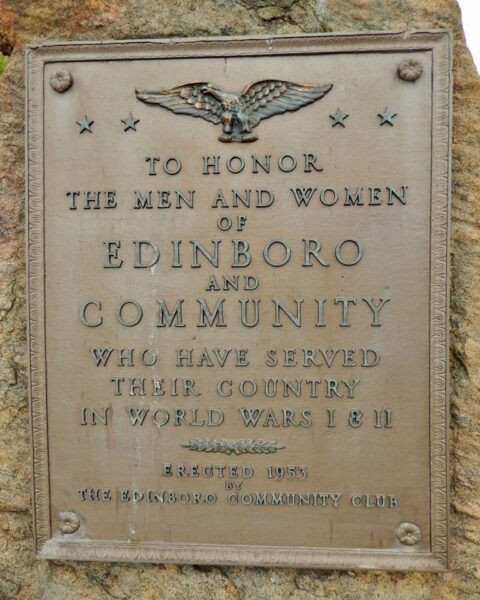 TO HONOR
THE MEN AND WOMEN
OF
EDINBORO
AND
COMMUNITY
WHO HAVE SERVED
THEIR COUNTRY
IN WORLD WARS I & II
ERECTED 1953
BY
THE EDINBORO COMMUNITY CLUB